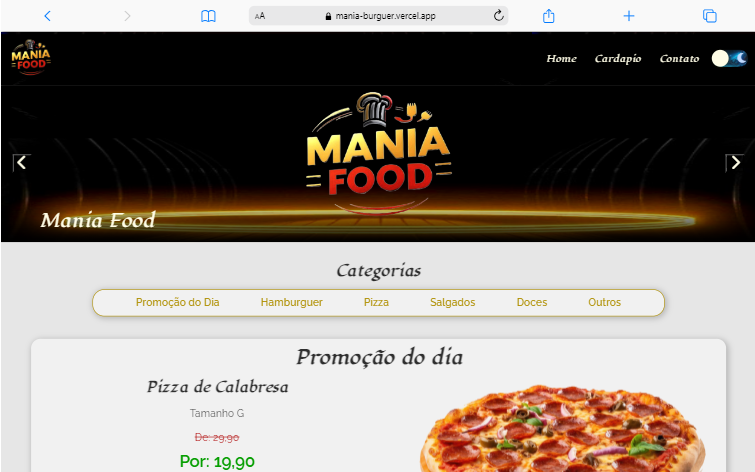 AA mania-burguer.vercel.app
MANIA
FOOD
Home Cardapio Contato
MANIA
FOOD
Mania Food
Categorias
Promoção do Dia Hamburguer Pizza Salgados Doces Outros
Promoção do dia
Pizza de Calabresa
Tamanho G
De: 29,90
Por: 19,90